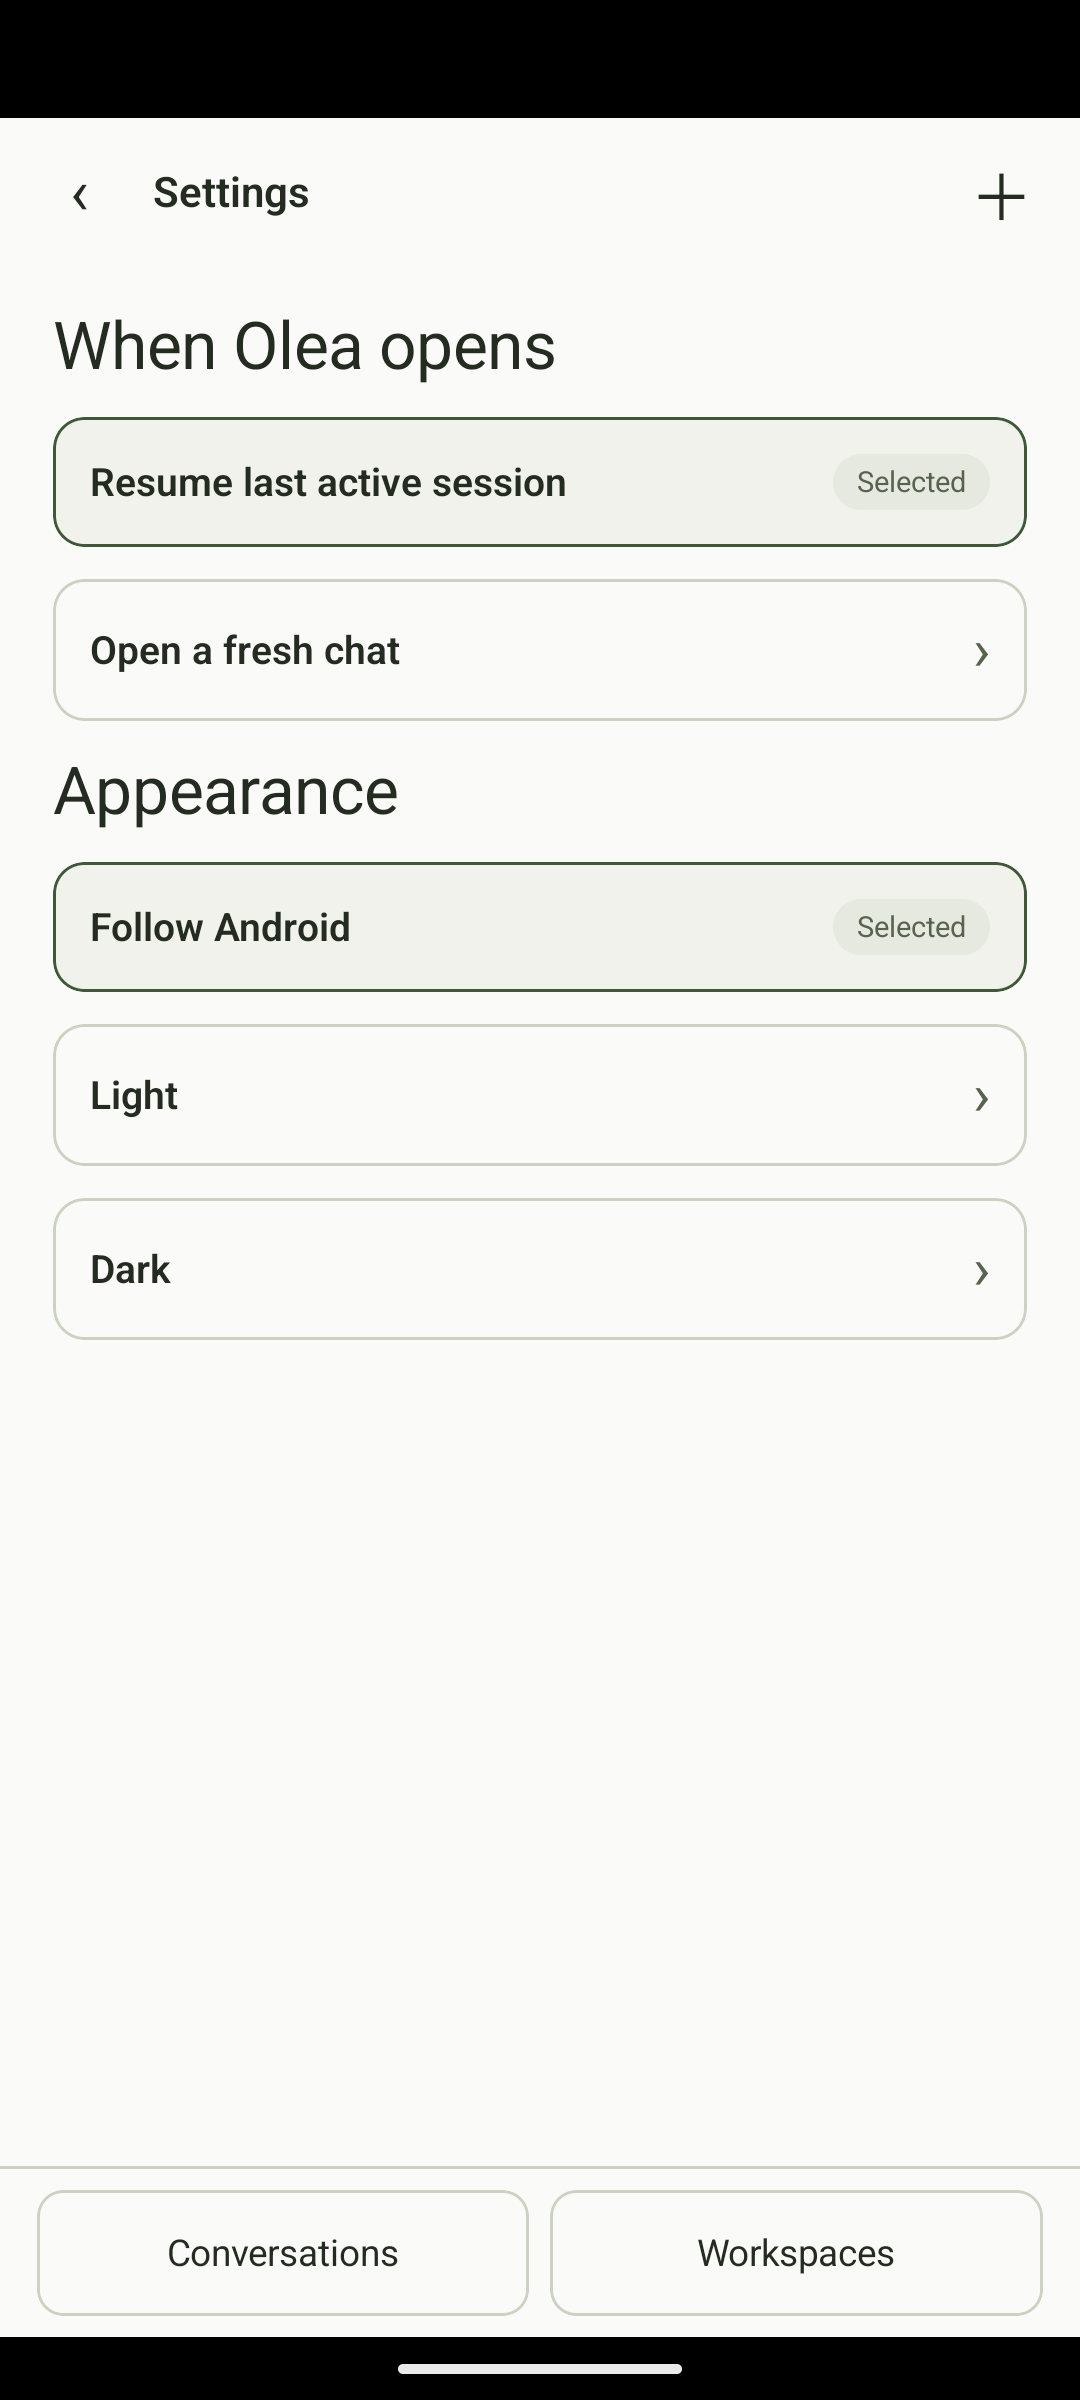 Settings
When Olea opens
Resume last active session Selected
Open a fresh chat
Appearance
Follow Android Selected
Light
Dark
Conversations Workspaces